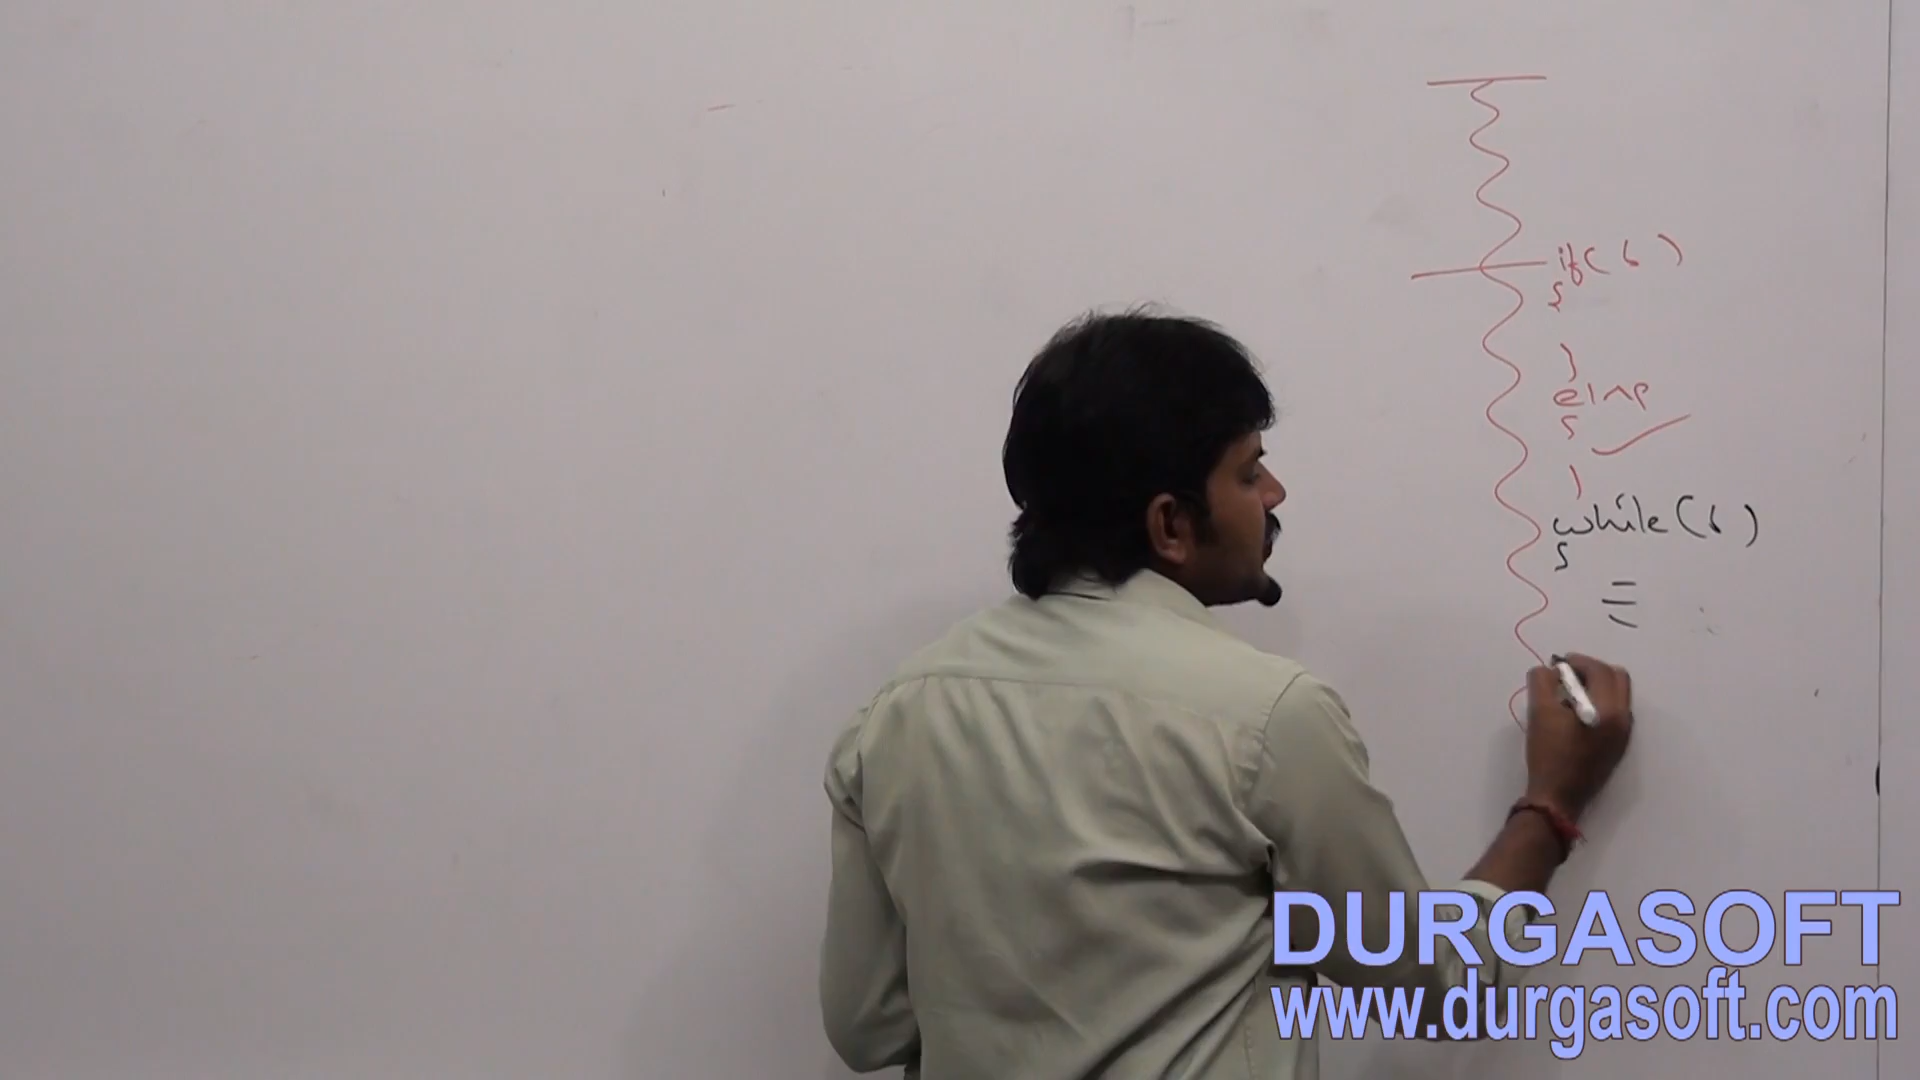 if( b )
{
}
else
{
}
while( b )
{
DURGASOFT
www.durgasoft.com